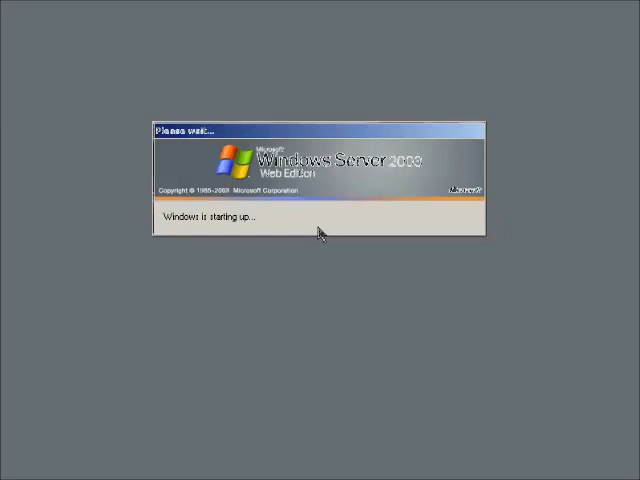 Please wait...
Microsoft
Windows Server 2003
Web Edition
Copyright © 1985-2003 Microsoft Corporation
Microsoft
Windows is starting up...